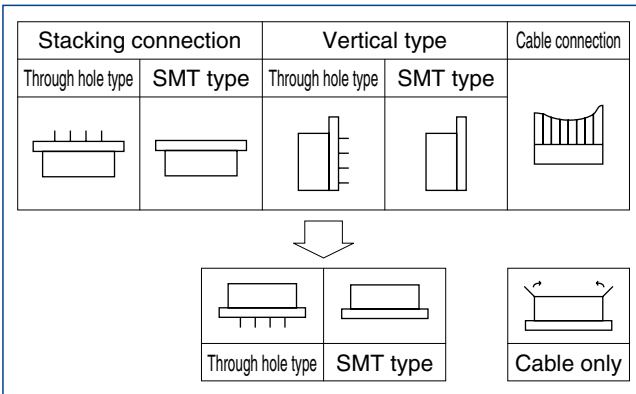 Stacking connection Vertical type Cable connection
Through hole type SMT type Through hole type SMT type
Through hole type SMT type Cable only